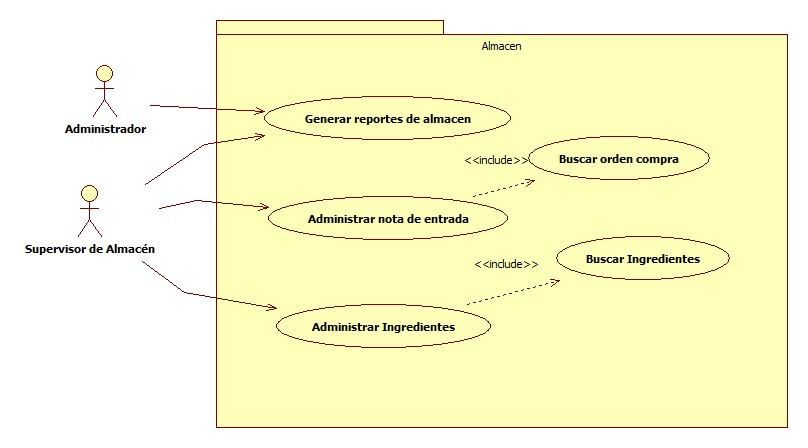 Almacen
Administrador
Generar reportes de almacen
<<include>>
Buscar orden compra
Supervisor de Almacén
Administrar nota de entrada
<<include>>
Buscar Ingredientes
Administrar Ingredientes